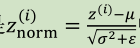 z_norm^(i) = (z^(i) − μ) / √(σ² + ε)